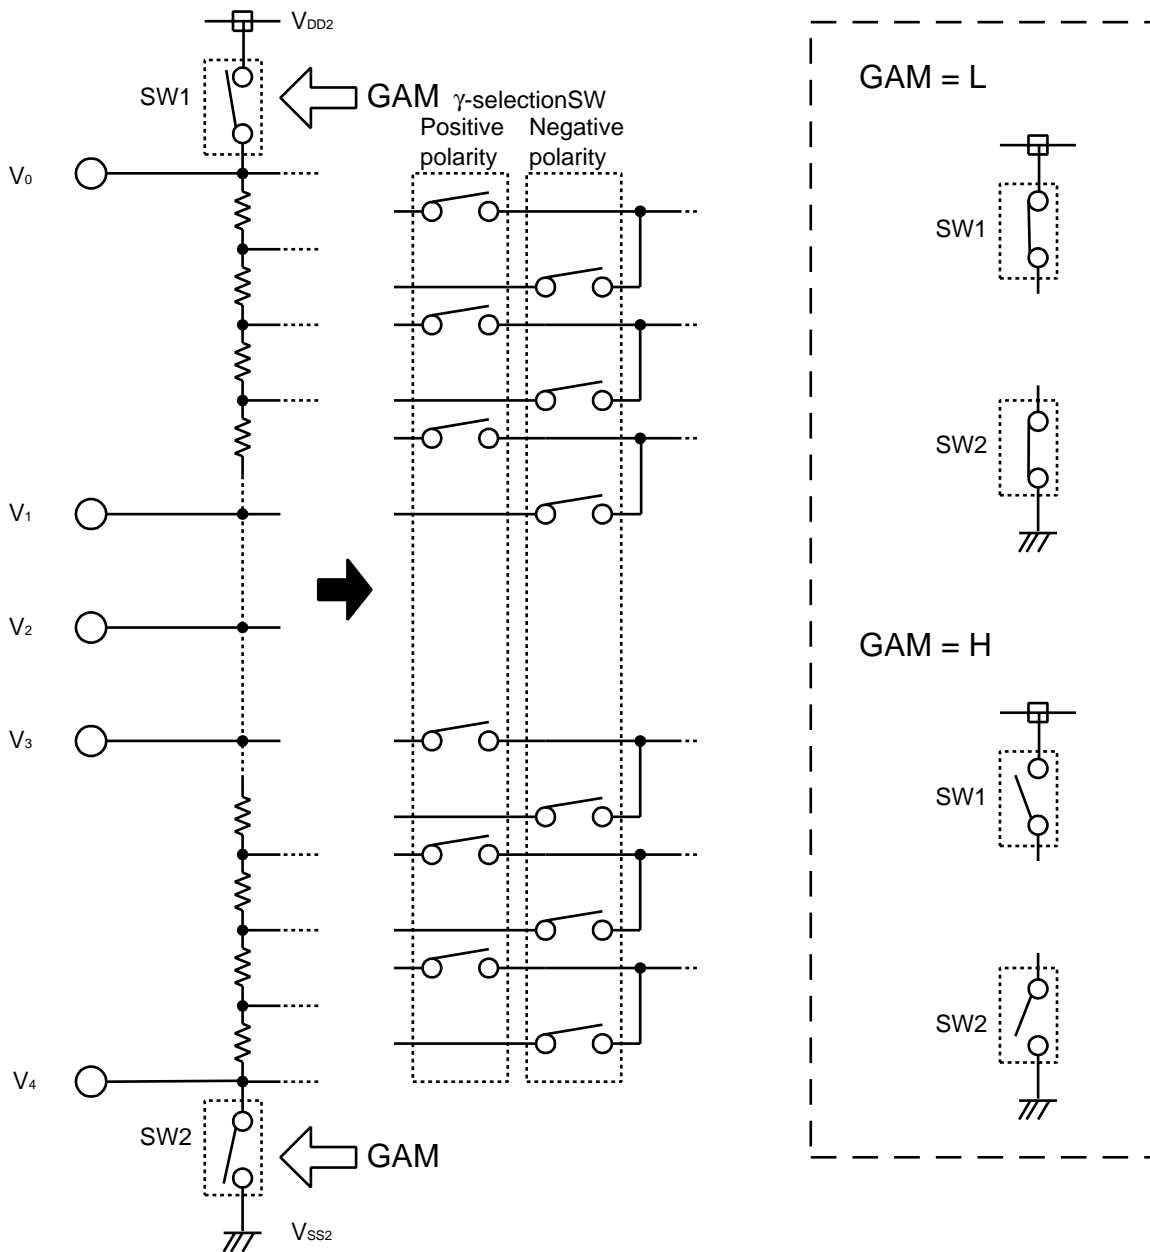 VDD2
SW1
GAM
γ-selectionSW
Positive
polarity
Negative
polarity
V0
V1
V2
V3
V4
SW2
GAM
VSS2
GAM = L
SW1
SW2
GAM = H
SW1
SW2